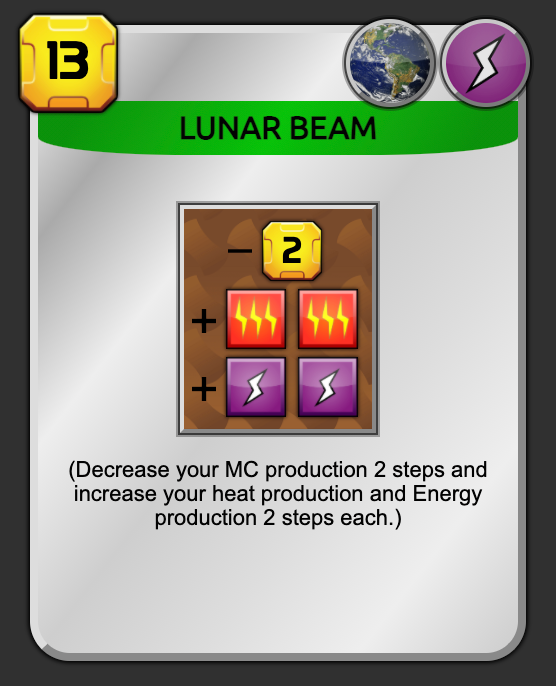 13
LUNAR BEAM
− 2
+
+
(Decrease your MC production 2 steps and
increase your heat production and Energy
production 2 steps each.)